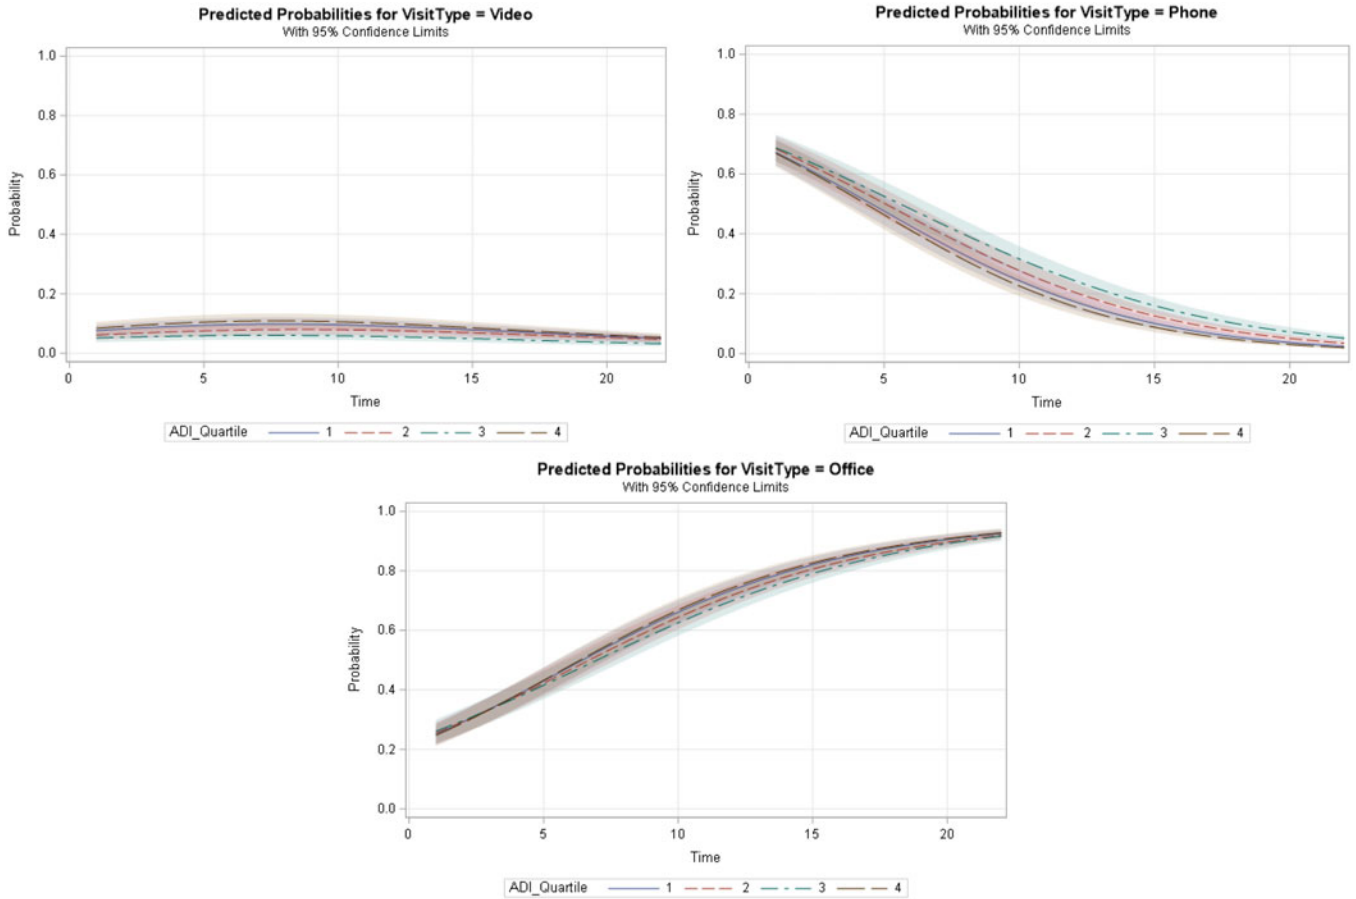 Predicted Probabilities for VisitType = Video
With 95% Confidence Limits
1.0
0.8
0.6
0.4
0.2
0.0
Probability
0 5 10 15 20
Time
ADI_Quartile 1 2 3 4
Predicted Probabilities for VisitType = Phone
With 95% Confidence Limits
1.0
0.8
0.6
0.4
0.2
0.0
Probability
0 5 10 15 20
Time
ADI_Quartile 1 2 3 4
Predicted Probabilities for VisitType = Office
With 95% Confidence Limits
1.0
0.8
0.6
0.4
0.2
0.0
Probability
0 5 10 15 20
Time
ADI_Quartile 1 2 3 4